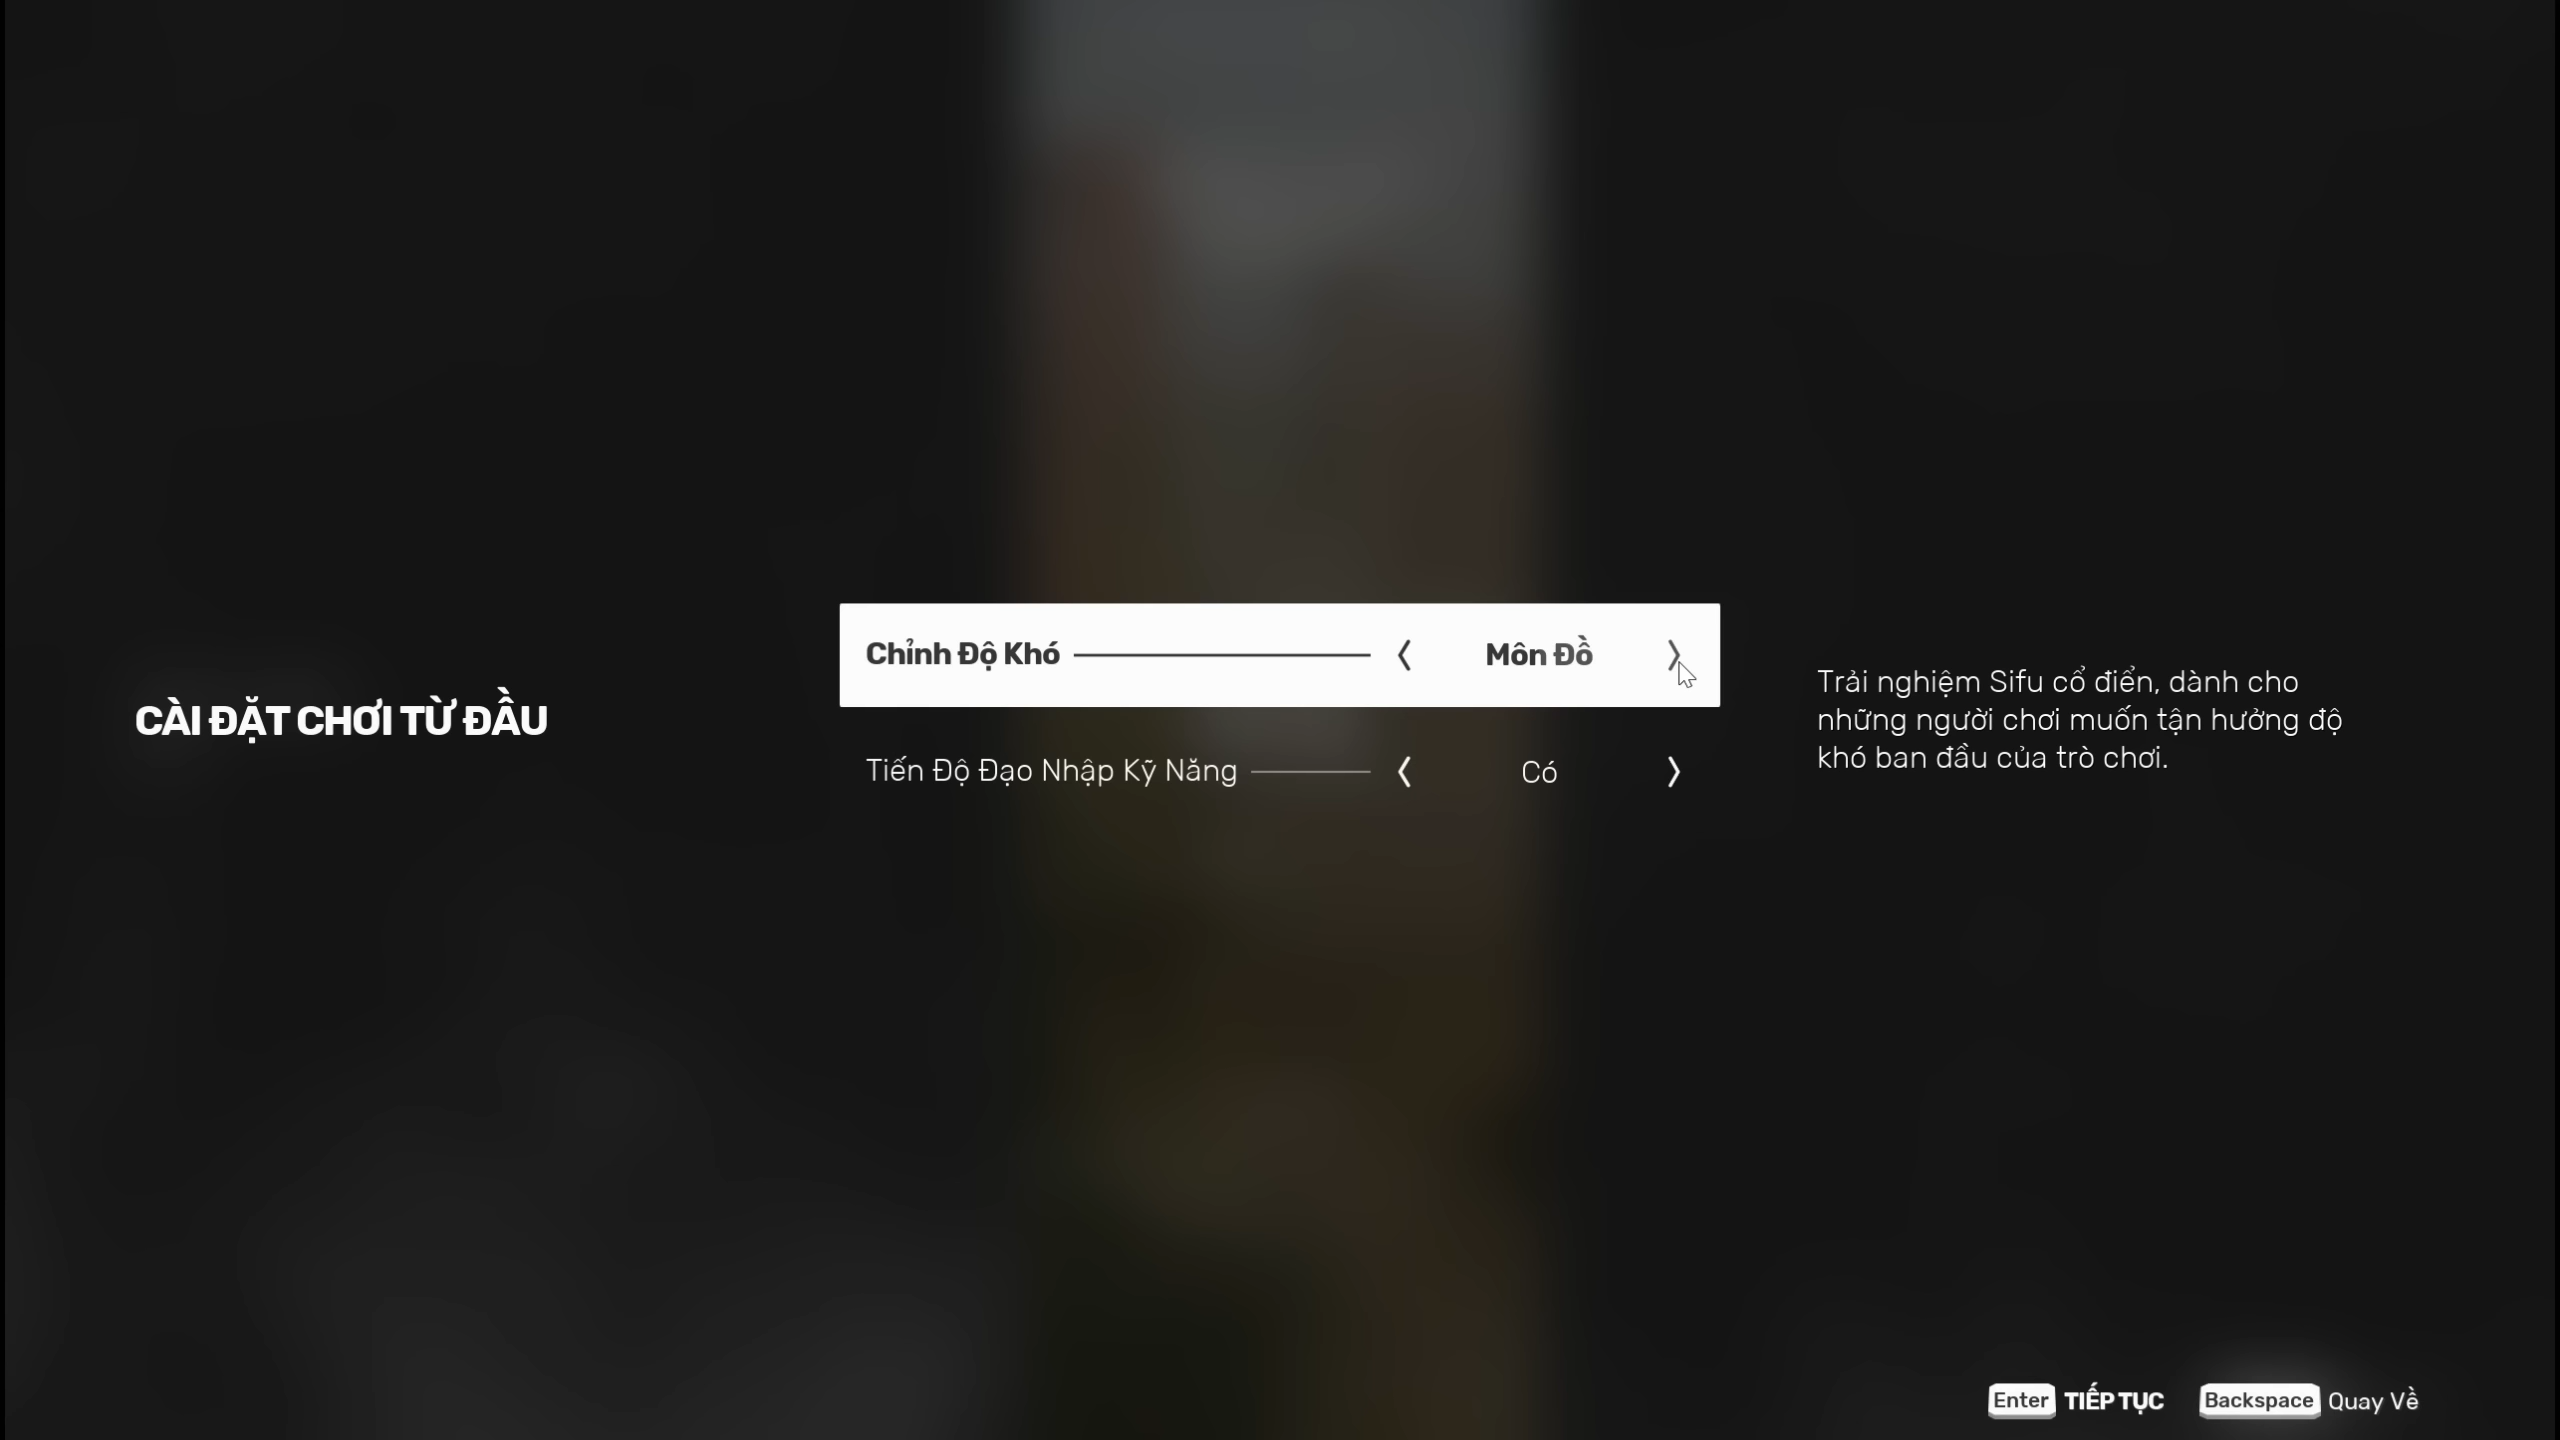 CÀI ĐẶT CHƠI TỪ ĐẦU
Chỉnh Độ Khó Môn Đồ
Tiến Độ Đạo Nhập Kỹ Năng Có
Trải nghiệm Sifu cổ điển, dành cho
những người chơi muốn tận hưởng độ
khó ban đầu của trò chơi.
Enter TIẾP TỤC Backspace Quay Về